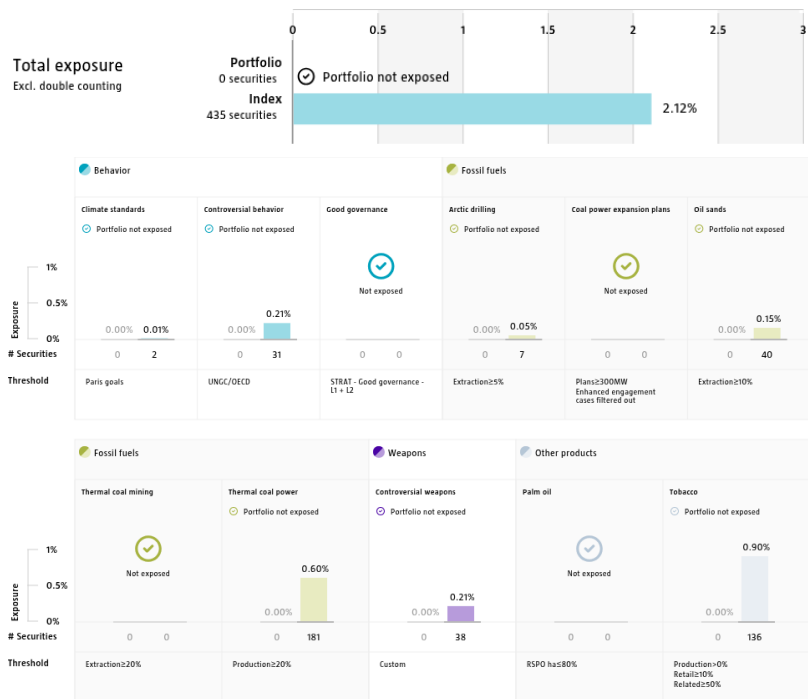 0 0.5 1 1.5 2 2.5 3
Total exposure
Excl. double counting
Portfolio
0 securities
Portfolio not exposed
Index
435 securities
2.12%
Behavior
Fossil fuels
Climate standards
Controversial behavior
Good governance
Arctic drilling
Coal power expansion plans
Oil sands
Portfolio not exposed
Portfolio not exposed
Not exposed
Portfolio not exposed
Not exposed
Portfolio not exposed
Exposure
1%
0.5%
0%
0.00% 0.01%
0.00% 0.21%
0.00% 0.05%
0.00% 0.15%
# Securities
0 2
0 31
0 0
0 7
0 0
0 40
Threshold
Paris goals
UNGC/OECD
STRAT - Good governance -
L1 + L2
Extraction≥5%
Plans≥300MW
Enhanced engagement
cases filtered out
Extraction≥10%
Fossil fuels
Weapons
Other products
Thermal coal mining
Thermal coal power
Controversial weapons
Palm oil
Tobacco
Not exposed
Portfolio not exposed
Portfolio not exposed
Not exposed
Portfolio not exposed
Exposure
1%
0.5%
0%
0.00% 0.60%
0.00% 0.21%
0.00% 0.90%
# Securities
0 0
0 181
0 38
0 0
0 136
Threshold
Extraction≥20%
Production≥20%
Custom
RSPO ha≤80%
Production>0%
Retail≥10%
Related≥50%